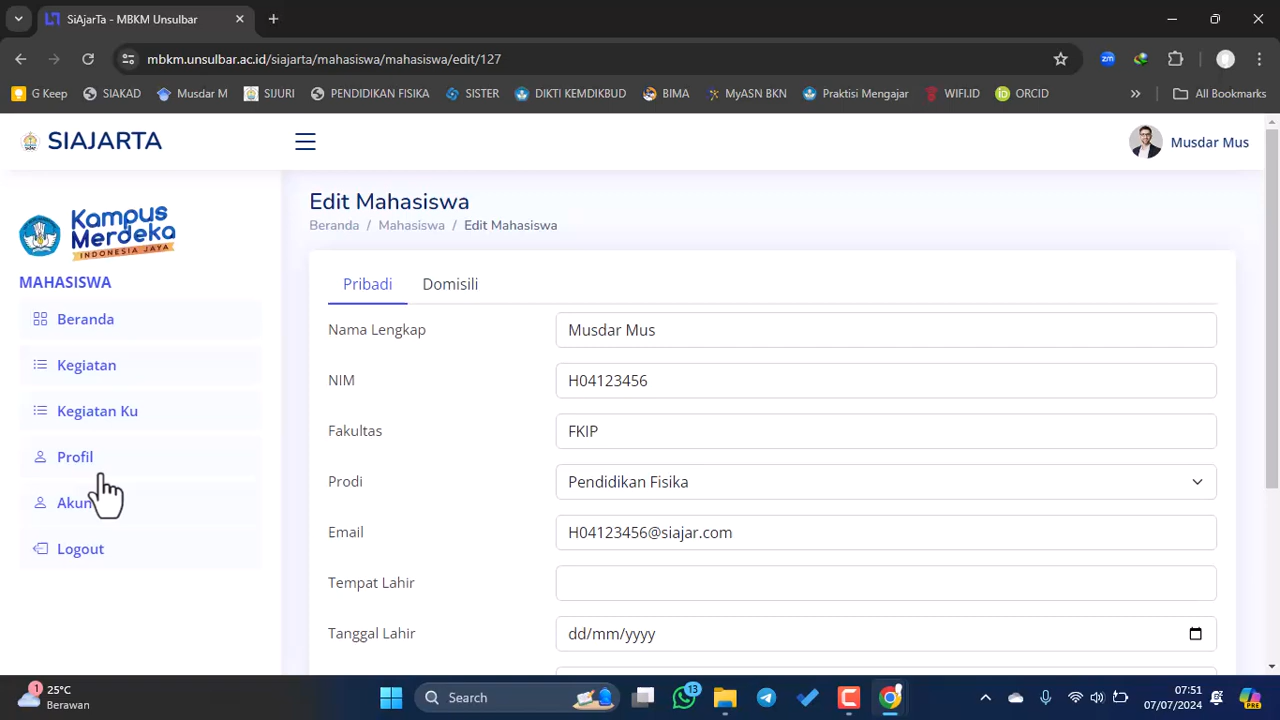 SiAjarTa - MBKM Unsulbar
mbkm.unsulbar.ac.id/siajarta/mahasiswa/mahasiswa/edit/127
zm
G Keep SIAKAD Musdar M SIJURI PENDIDIKAN FISIKA SISTER DIKTI KEMDIKBUD BIMA MyASN BKN Praktisi Mengajar WIFI.ID ORCID All Bookmarks
SIAJARTA
Musdar Mus
Kampus
Merdeka
INDONESIA JAYA
MAHASISWA
Beranda
Kegiatan
Kegiatan Ku
Profil
Akun
Logout
Edit Mahasiswa
Beranda / Mahasiswa / Edit Mahasiswa
Pribadi Domisili
Nama Lengkap Musdar Mus
NIM H04123456
Fakultas FKIP
Prodi Pendidikan Fisika
Email H04123456@siajar.com
Tempat Lahir
Tanggal Lahir dd/mm/yyyy
1 25°C
Berawan
Search
13
07:51
07/07/2024
PRE